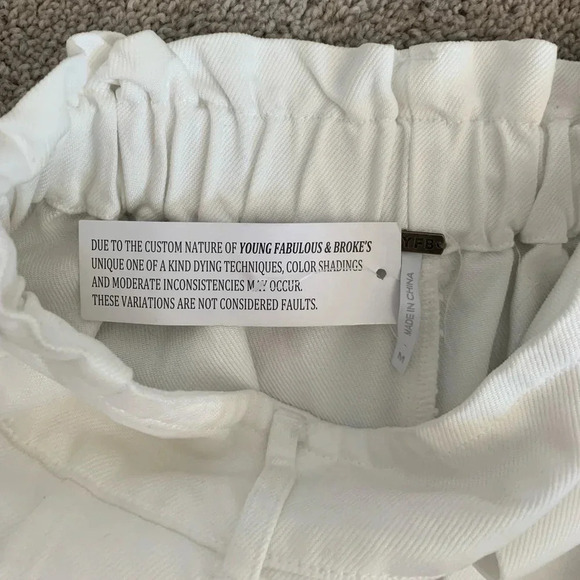 DUE TO THE CUSTOM NATURE OF YOUNG FABULOUS & BROKE'S
UNIQUE ONE OF A KIND DYING TECHNIQUES, COLOR SHADINGS
AND MODERATE INCONSISTENCIES MAY OCCUR.
THESE VARIATIONS ARE NOT CONSIDERED FAULTS.
YFB
MADE IN CHINA